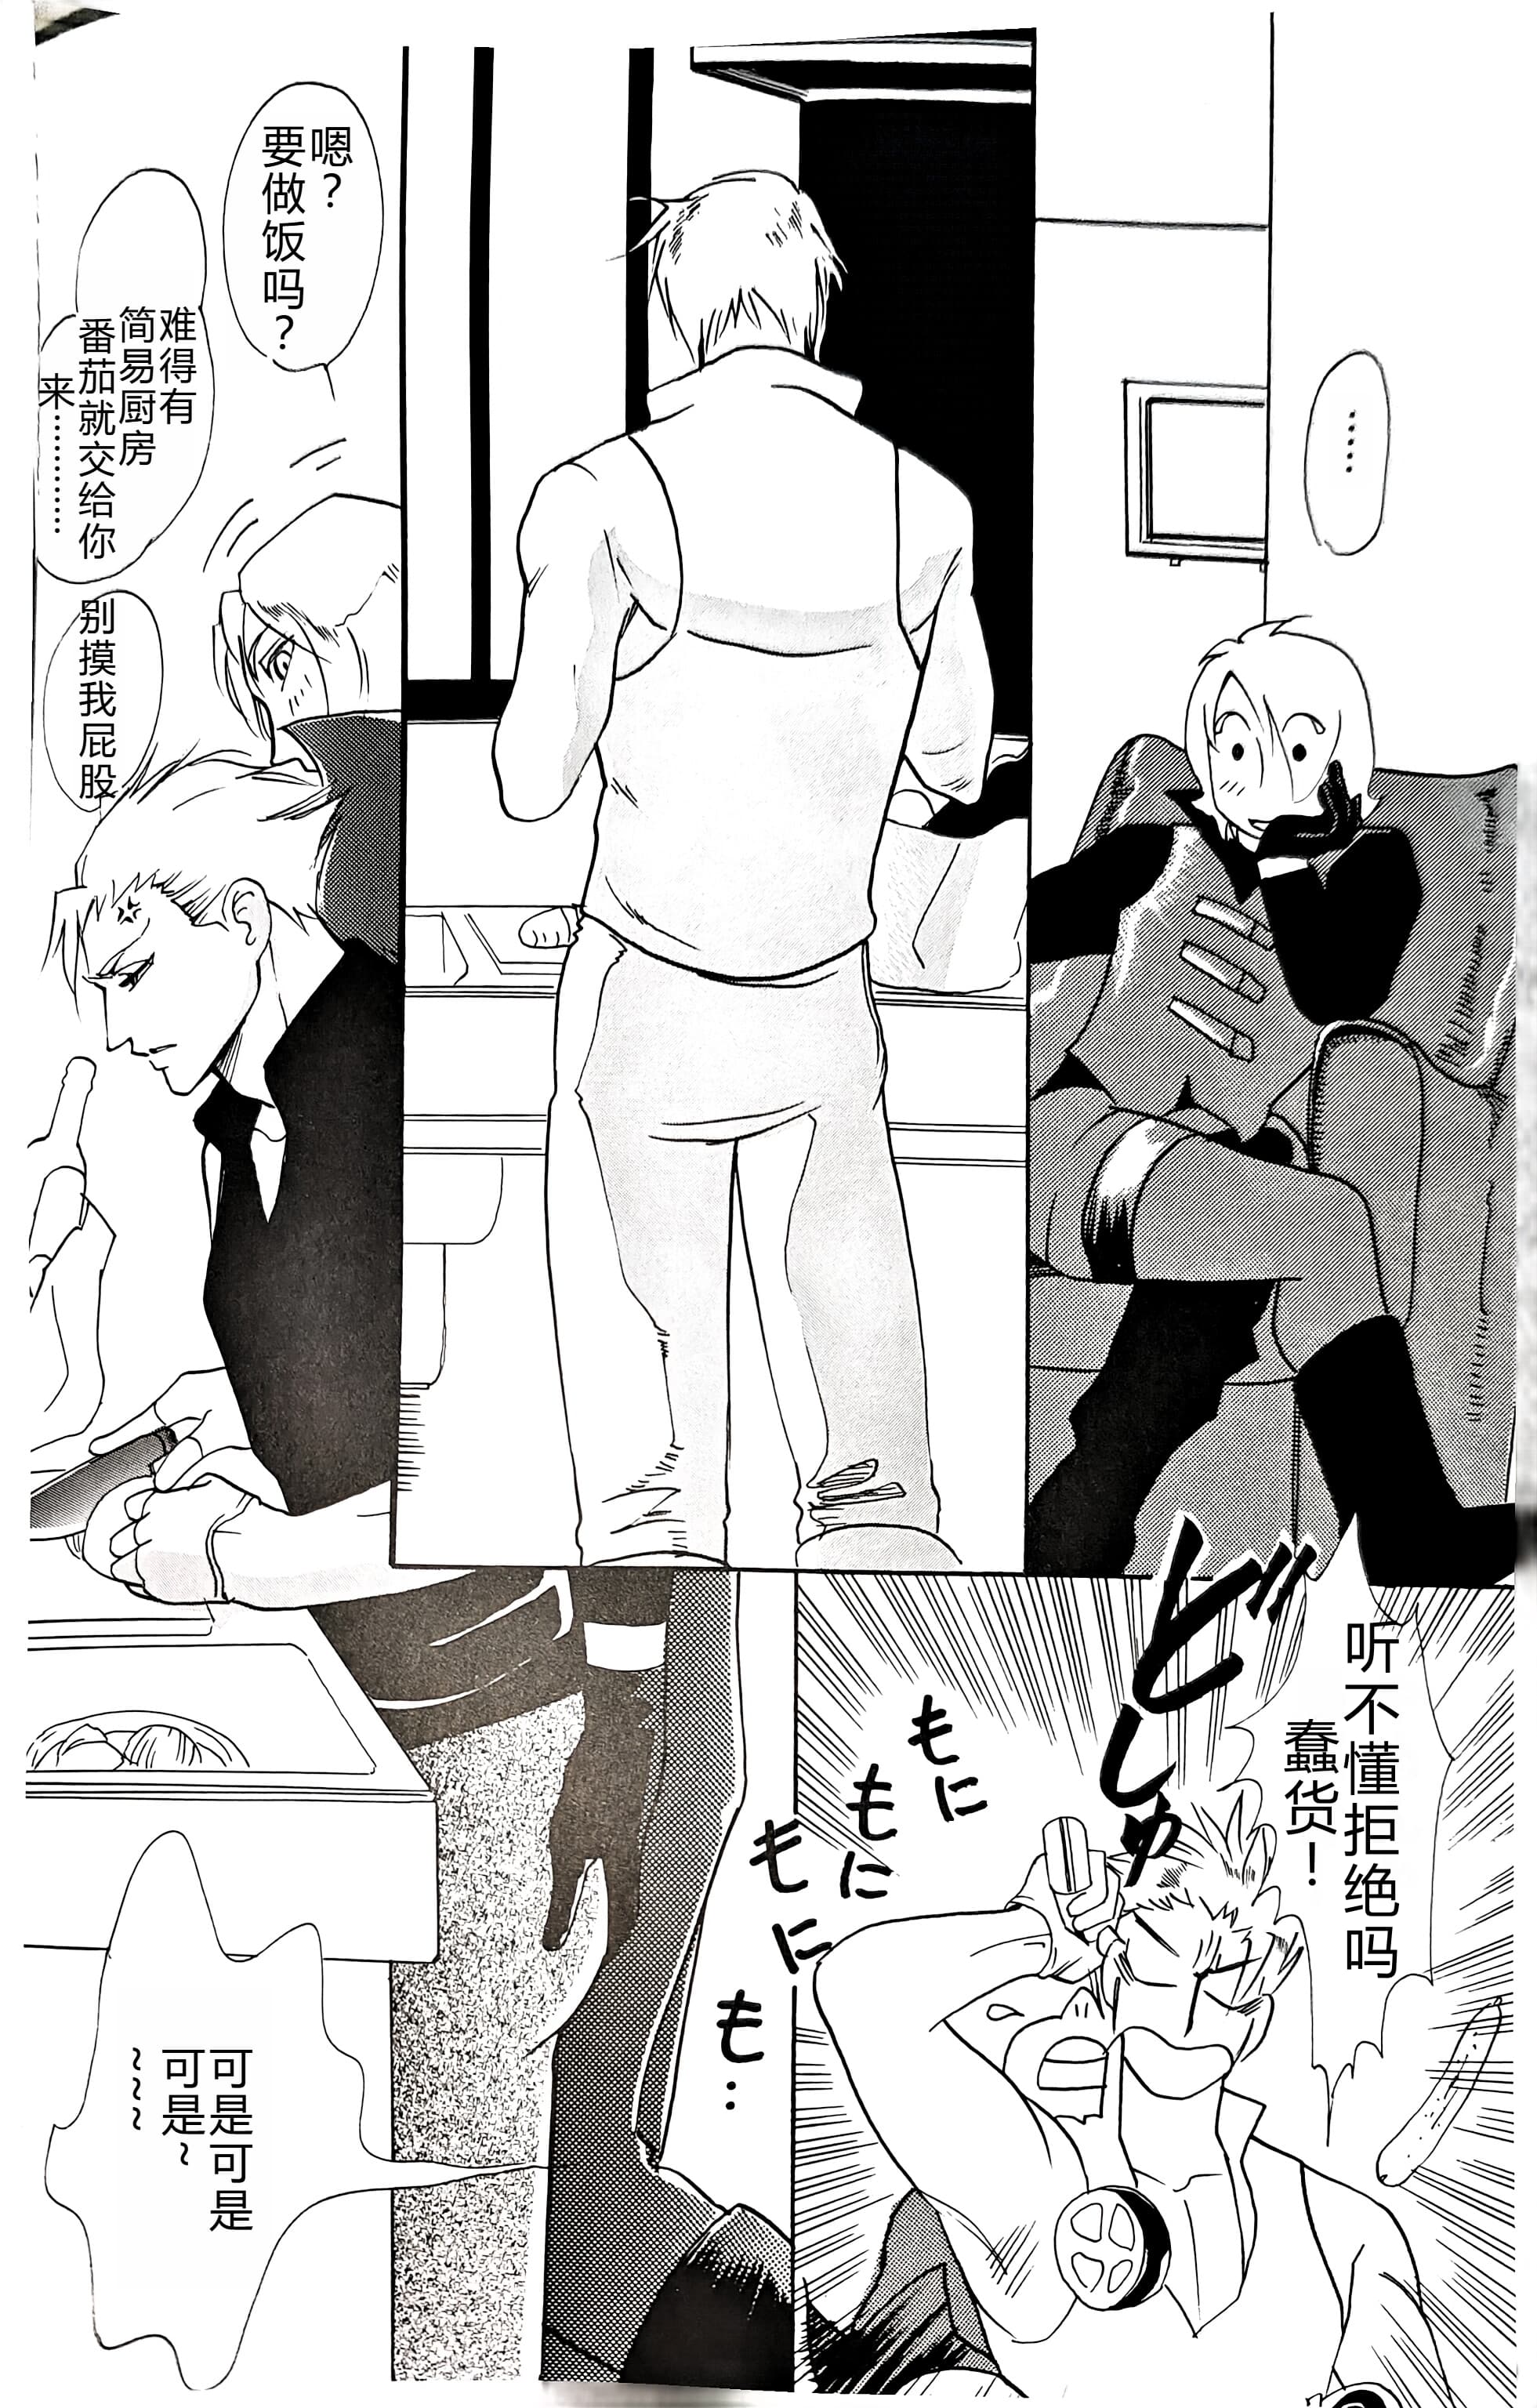 ……
嗯？
要做饭吗？
难得有
简易厨房
番茄就交给你
来…………
别摸我屁股
听不懂拒绝吗
蠢货！
ビしゅ
もに
もに
もに
も…
可是可是
可是~
~~~